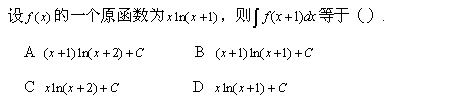 设f(x)的一个原函数为xln(x+1)，则∫f(x+1)dx等于（）.
A (x+1)ln(x+2)+C B (x+1)ln(x+1)+C
C xln(x+2)+C D xln(x+1)+C